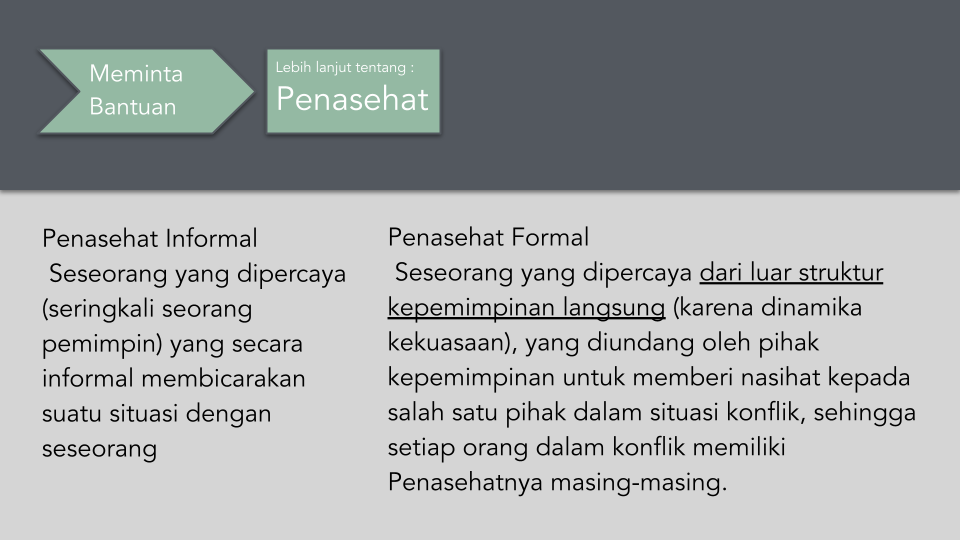 Meminta
Bantuan
Lebih lanjut tentang :
Penasehat
Penasehat Informal
Seseorang yang dipercaya
(seringkali seorang
pemimpin) yang secara
informal membicarakan
suatu situasi dengan
seseorang
Penasehat Formal
Seseorang yang dipercaya dari luar struktur
kepemimpinan langsung (karena dinamika
kekuasaan), yang diundang oleh pihak
kepemimpinan untuk memberi nasihat kepada
salah satu pihak dalam situasi konflik, sehingga
setiap orang dalam konflik memiliki
Penasehatnya masing-masing.